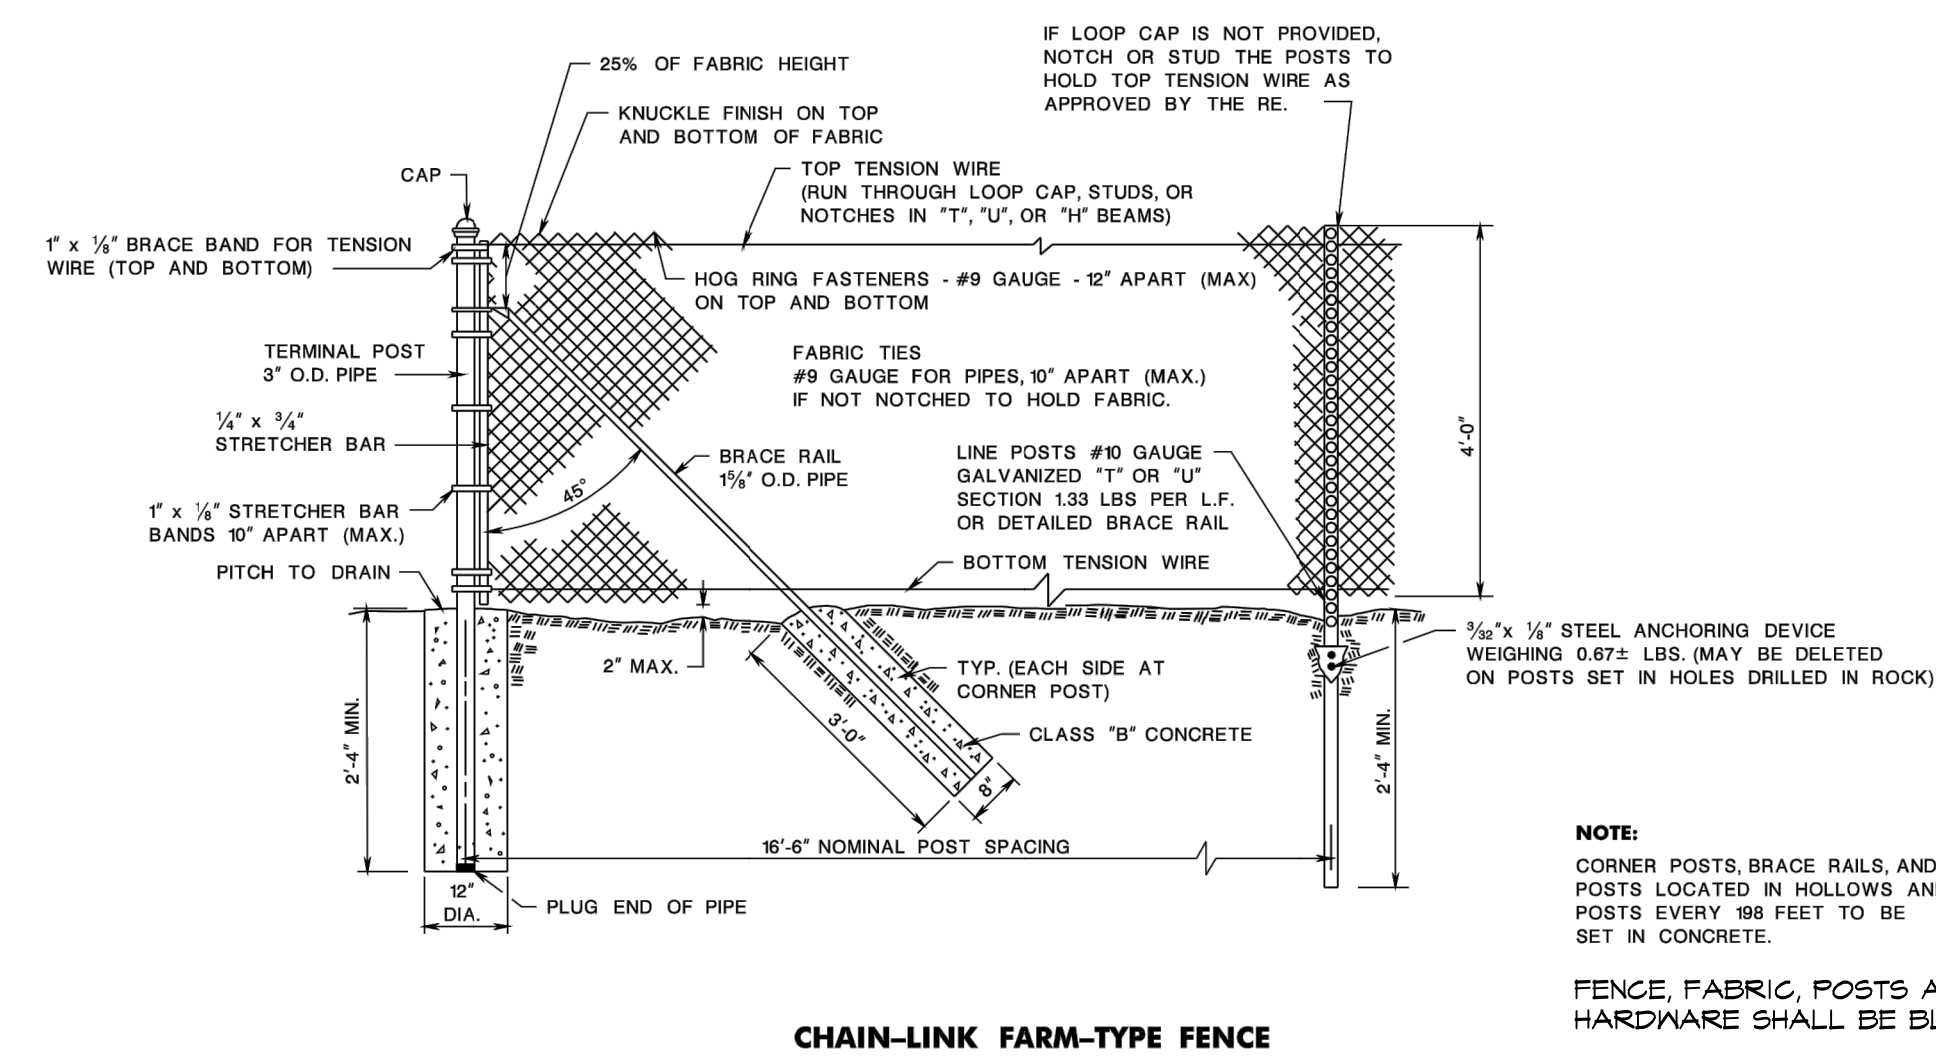 IF LOOP CAP IS NOT PROVIDED,
NOTCH OR STUD THE POSTS TO
HOLD TOP TENSION WIRE AS
APPROVED BY THE RE.
25% OF FABRIC HEIGHT
KNUCKLE FINISH ON TOP
AND BOTTOM OF FABRIC
TOP TENSION WIRE
(RUN THROUGH LOOP CAP, STUDS, OR
NOTCHES IN "T", "U", OR "H" BEAMS)
CAP
1" x 1/8" BRACE BAND FOR TENSION
WIRE (TOP AND BOTTOM)
HOG RING FASTENERS - #9 GAUGE - 12" APART (MAX)
ON TOP AND BOTTOM
TERMINAL POST
3" O.D. PIPE
FABRIC TIES
#9 GAUGE FOR PIPES, 10" APART (MAX.)
IF NOT NOTCHED TO HOLD FABRIC.
1/4" x 3/4"
STRETCHER BAR
4'-0"
BRACE RAIL
1 5/8" O.D. PIPE
LINE POSTS #10 GAUGE
GALVANIZED "T" OR "U"
SECTION 1.33 LBS PER L.F.
OR DETAILED BRACE RAIL
45°
1" x 1/8" STRETCHER BAR
BANDS 10" APART (MAX.)
PITCH TO DRAIN
BOTTOM TENSION WIRE
3/32" x 1/8" STEEL ANCHORING DEVICE
WEIGHING 0.67± LBS. (MAY BE DELETED
ON POSTS SET IN HOLES DRILLED IN ROCK)
2" MAX.
TYP. (EACH SIDE AT
CORNER POST)
2'-4" MIN.
3'-0"
CLASS "B" CONCRETE
8"
2'-4" MIN.
16'-6" NOMINAL POST SPACING
12"
DIA.
PLUG END OF PIPE
NOTE:
CORNER POSTS, BRACE RAILS, AND
POSTS LOCATED IN HOLLOWS AN
POSTS EVERY 198 FEET TO BE
SET IN CONCRETE.
FENCE, FABRIC, POSTS A
HARDWARE SHALL BE BL
CHAIN-LINK FARM-TYPE FENCE